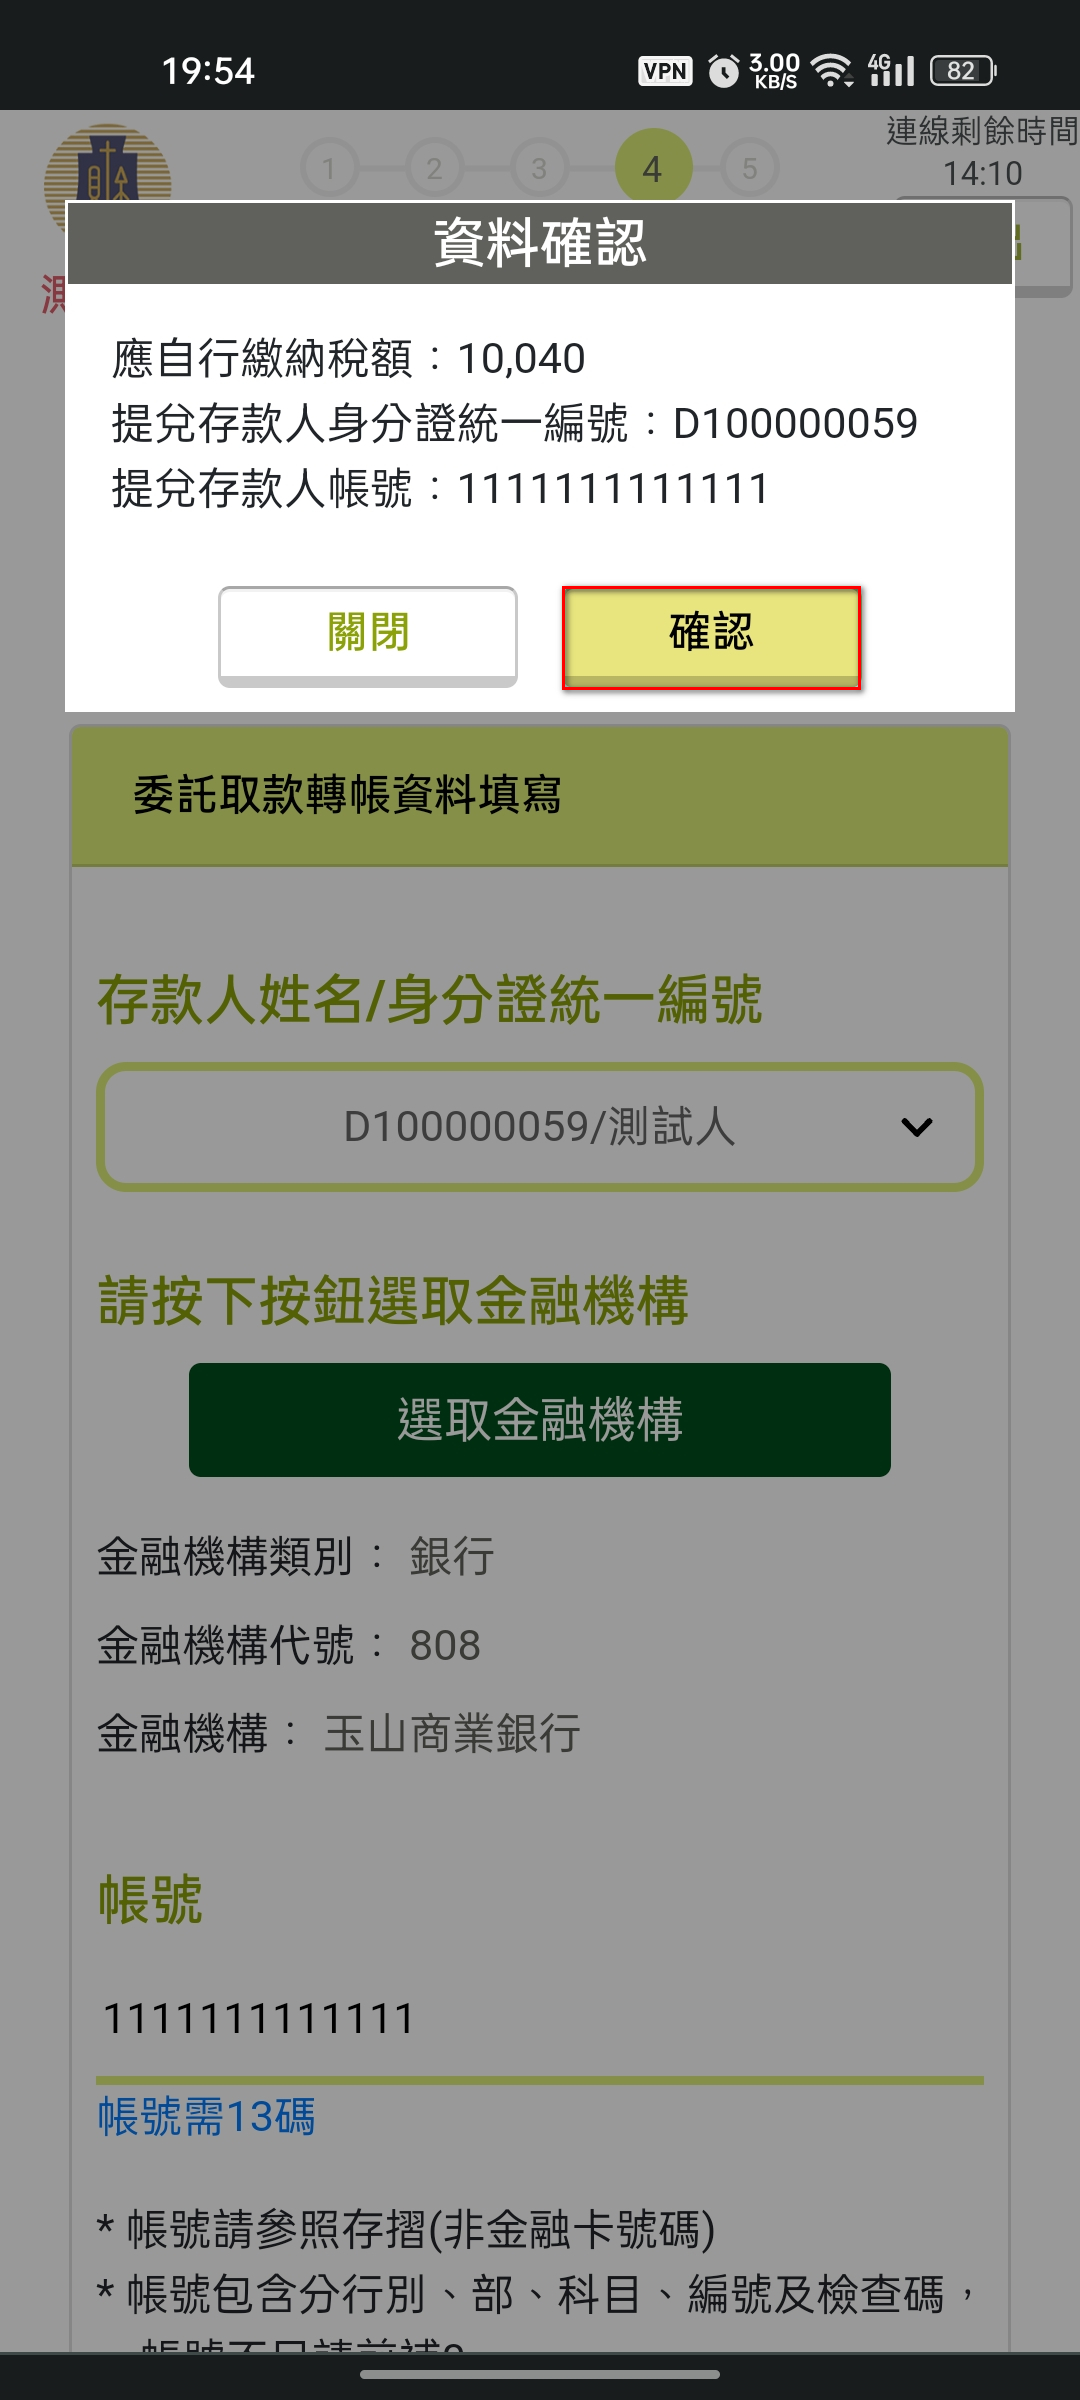 19:54
VPN 3.00 KB/S 4G 82
連線剩餘時間
1 2 3 4 5
14:10
資料確認
應自行繳納稅額：10,040
提兌存款人身分證統一編號：D100000059
提兌存款人帳號：1111111111111
關閉 確認
委託取款轉帳資料填寫
存款人姓名/身分證統一編號
D100000059/測試人
請按下按鈕選取金融機構
選取金融機構
金融機構類別： 銀行
金融機構代號： 808
金融機構： 玉山商業銀行
帳號
1111111111111
帳號需13碼
* 帳號請參照存摺(非金融卡號碼)
* 帳號包含分行別、部、科目、編號及檢查碼，